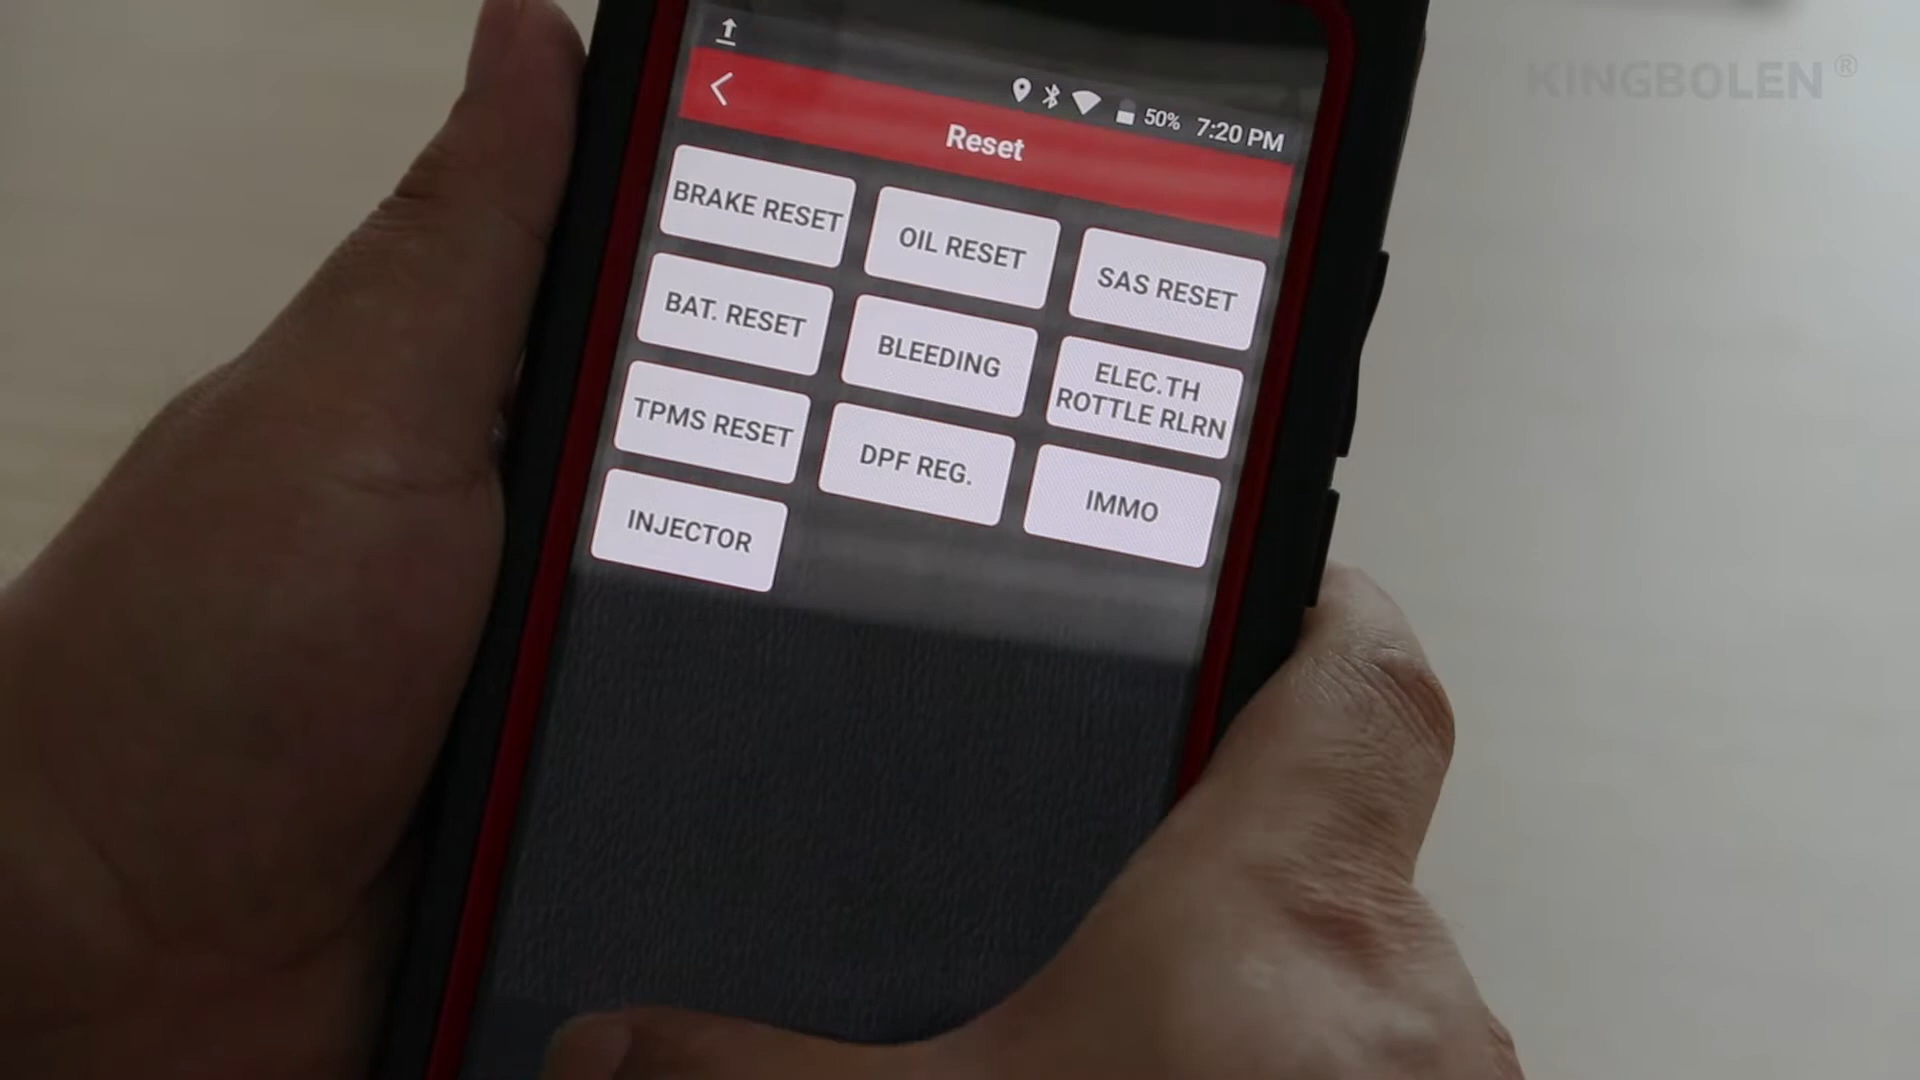 KINGBOLEN ®
50% 7:20 PM
Reset
BRAKE RESET
OIL RESET
SAS RESET
BAT. RESET
BLEEDING
ELEC.TH
ROTTLE RLRN
TPMS RESET
DPF REG.
IMMO
INJECTOR